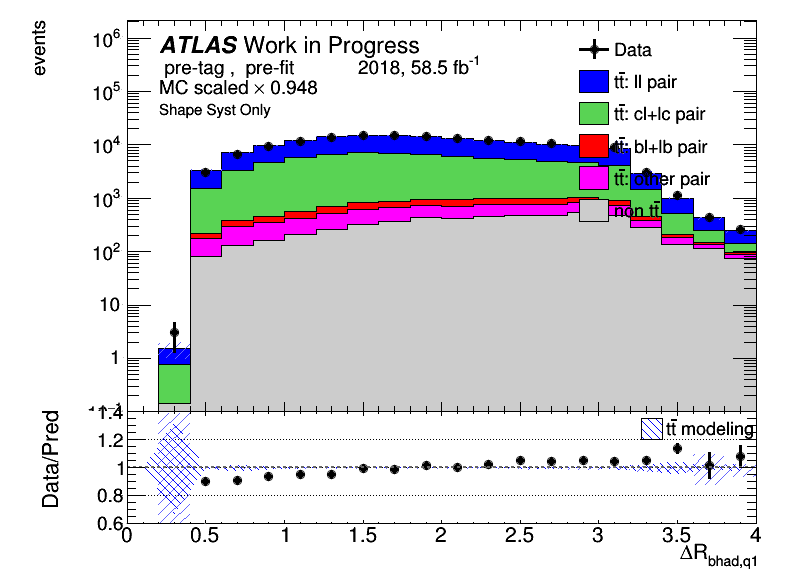 events
10⁶
10⁵
10⁴
10³
10²
10
1
ATLAS Work in Progress
pre-tag , pre-fit 2018, 58.5 fb⁻¹
MC scaled × 0.948
Shape Syst Only
Data
tt̄: ll pair
tt̄: cl+lc pair
tt̄: bl+lb pair
tt̄: other pair
non tt̄
Data/Pred
1.4
1.2
1
0.8
0.6
tt̄ modeling
0 0.5 1 1.5 2 2.5 3 3.5 4
ΔR_bhad,q1